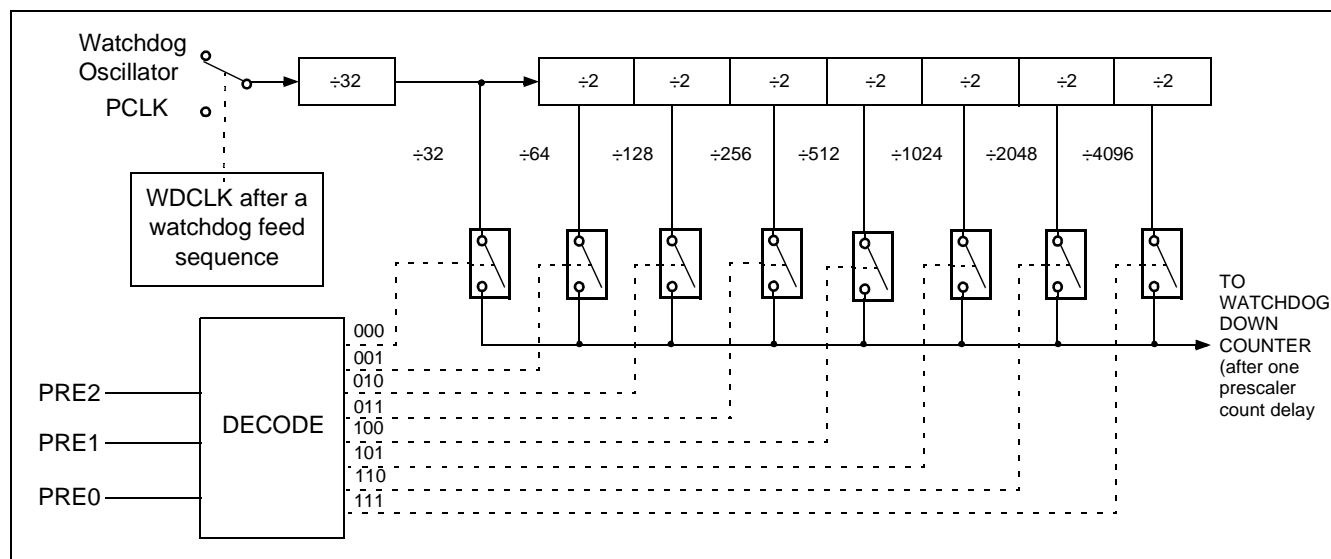 Watchdog
Oscillator
PCLK
÷32
÷2 ÷2 ÷2 ÷2 ÷2 ÷2 ÷2
÷32 ÷64 ÷128 ÷256 ÷512 ÷1024 ÷2048 ÷4096
WDCLK after a
watchdog feed
sequence
TO
WATCHDOG
DOWN
COUNTER
(after one
prescaler
count delay
PRE2
PRE1
PRE0
DECODE
000
001
010
011
100
101
110
111